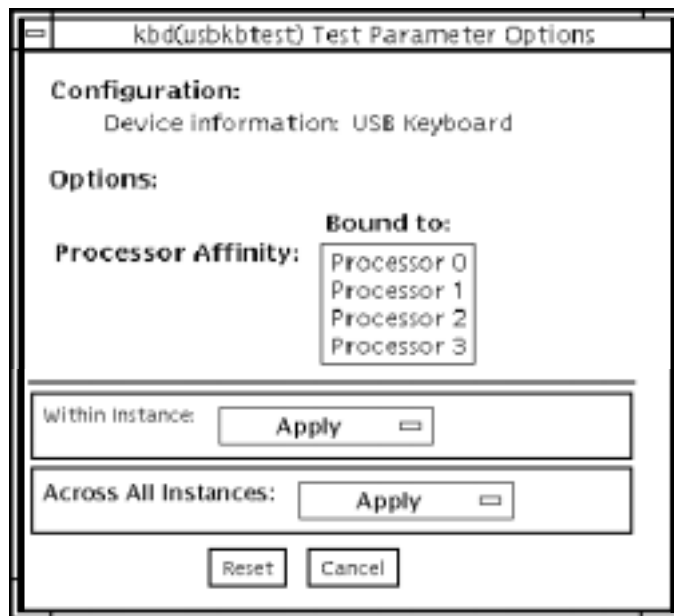 kbd(usbkbtest) Test Parameter Options
Configuration:
Device information: USB Keyboard
Options:
Bound to:
Processor Affinity:
Processor 0
Processor 1
Processor 2
Processor 3
Within Instance: Apply
Across All Instances: Apply
Reset Cancel